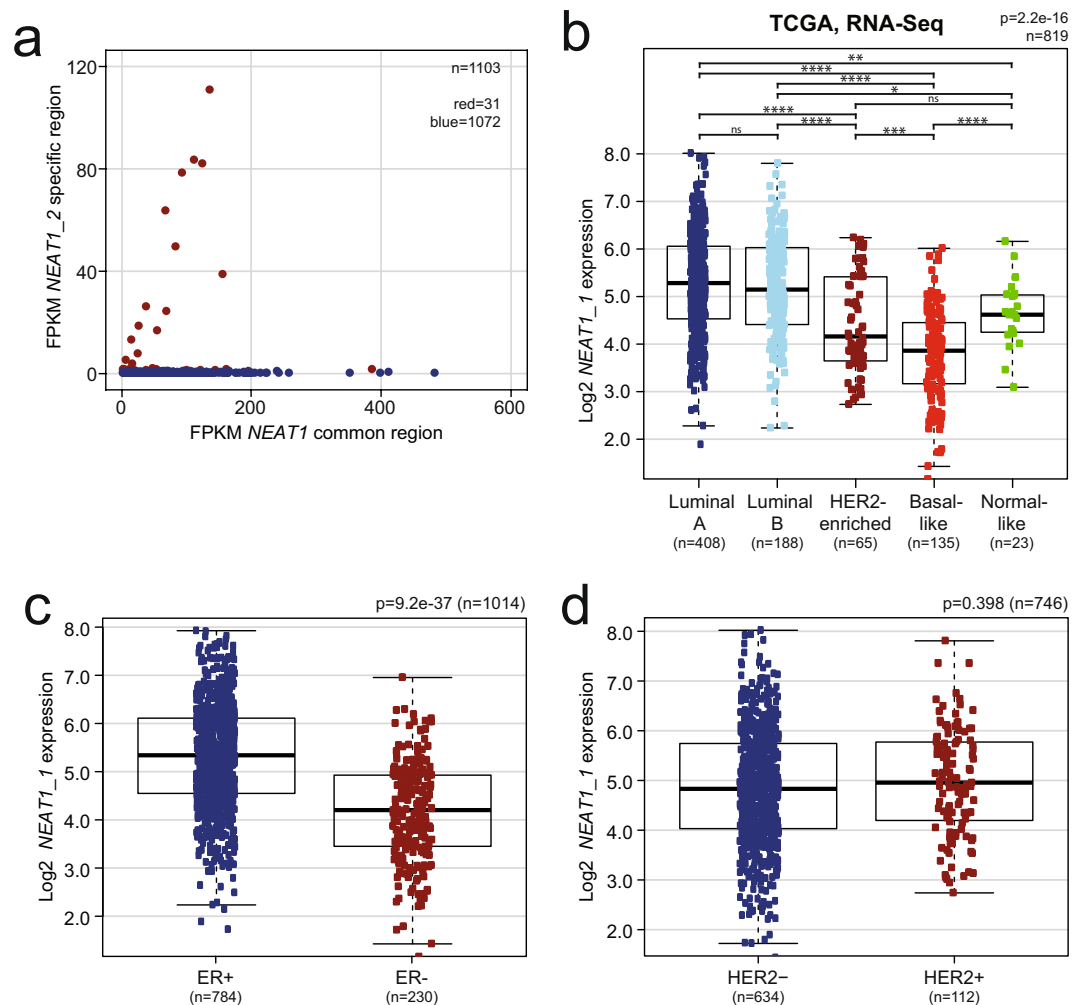 a
n=1103
red=31
blue=1072
120
80
40
0
FPKM NEAT1_2 specific region
0 200 400 600
FPKM NEAT1 common region
b
TCGA, RNA-Seq
p=2.2e-16
n=819
**
****
****
*
ns
****
ns **** *** ****
8.0
7.0
6.0
5.0
4.0
3.0
2.0
Log2 NEAT1_1 expression
Luminal A (n=408)
Luminal B (n=188)
HER2-enriched (n=65)
Basal-like (n=135)
Normal-like (n=23)
c
p=9.2e-37 (n=1014)
8.0
7.0
6.0
5.0
4.0
3.0
2.0
Log2 NEAT1_1 expression
ER+ ER-
(n=784) (n=230)
d
p=0.398 (n=746)
8.0
7.0
6.0
5.0
4.0
3.0
2.0
Log2 NEAT1_1 expression
HER2− HER2+
(n=634) (n=112)